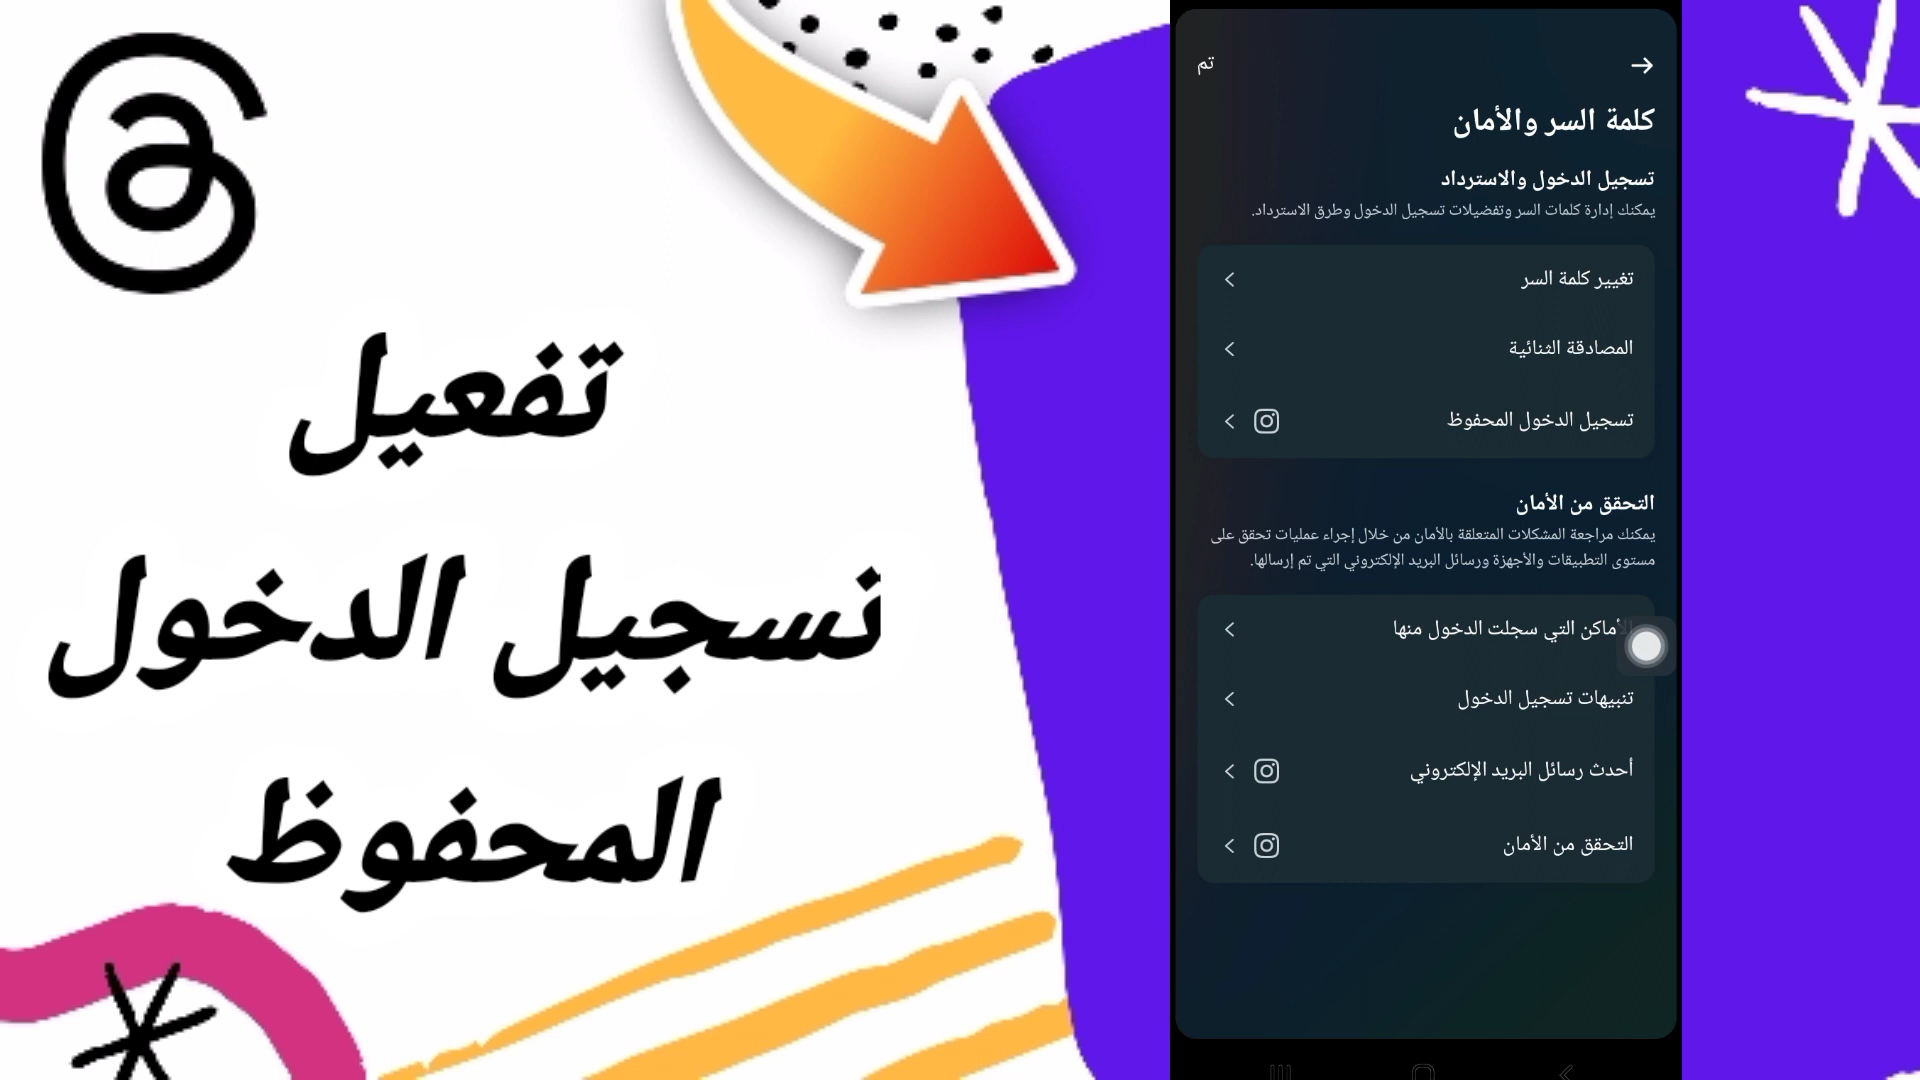 تفعيل
تسجيل الدخول
المحفوظ
تم
كلمة السر والأمان
تسجيل الدخول والاسترداد
يمكنك إدارة كلمات السر وتفضيلات تسجيل الدخول وطرق الاسترداد.
تغيير كلمة السر
المصادقة الثنائية
تسجيل الدخول المحفوظ
التحقق من الأمان
يمكنك مراجعة المشكلات المتعلقة بالأمان من خلال إجراء عمليات تحقق على
مستوى التطبيقات والأجهزة ورسائل البريد الإلكتروني التي تم إرسالها.
الأماكن التي سجلت الدخول منها
تنبيهات تسجيل الدخول
أحدث رسائل البريد الإلكتروني
التحقق من الأمان